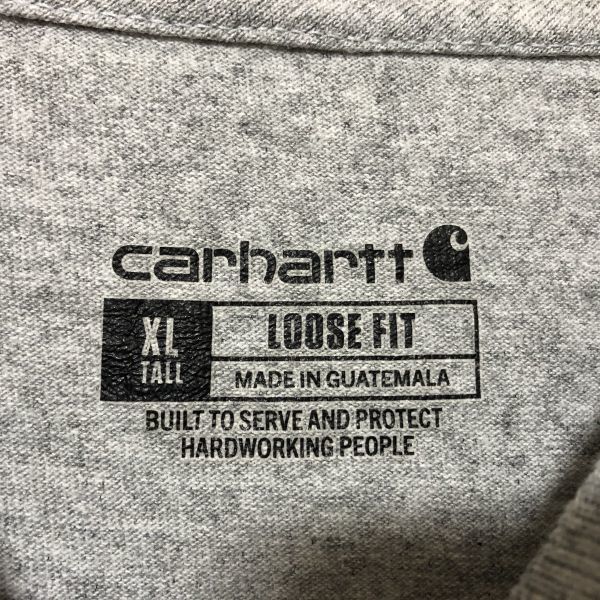 carhartt
XL
TALL
LOOSE FIT
MADE IN GUATEMALA
BUILT TO SERVE AND PROTECT
HARDWORKING PEOPLE